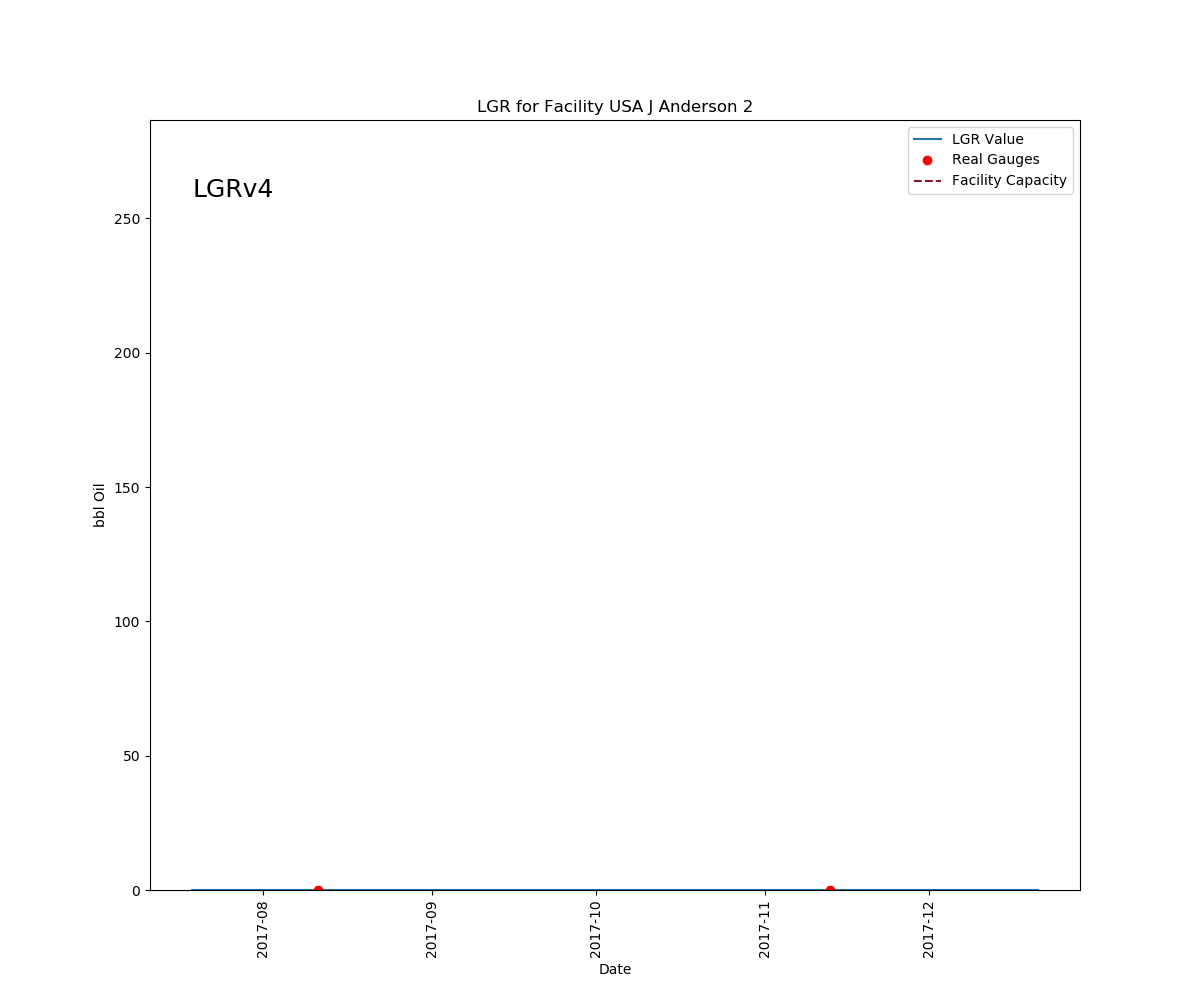 LGR for Facility USA J Anderson 2
LGR Value
Real Gauges
Facility Capacity
LGRv4
250
200
150
100
50
0
bbl Oil
2017-08
2017-09
2017-10
2017-11
2017-12
Date